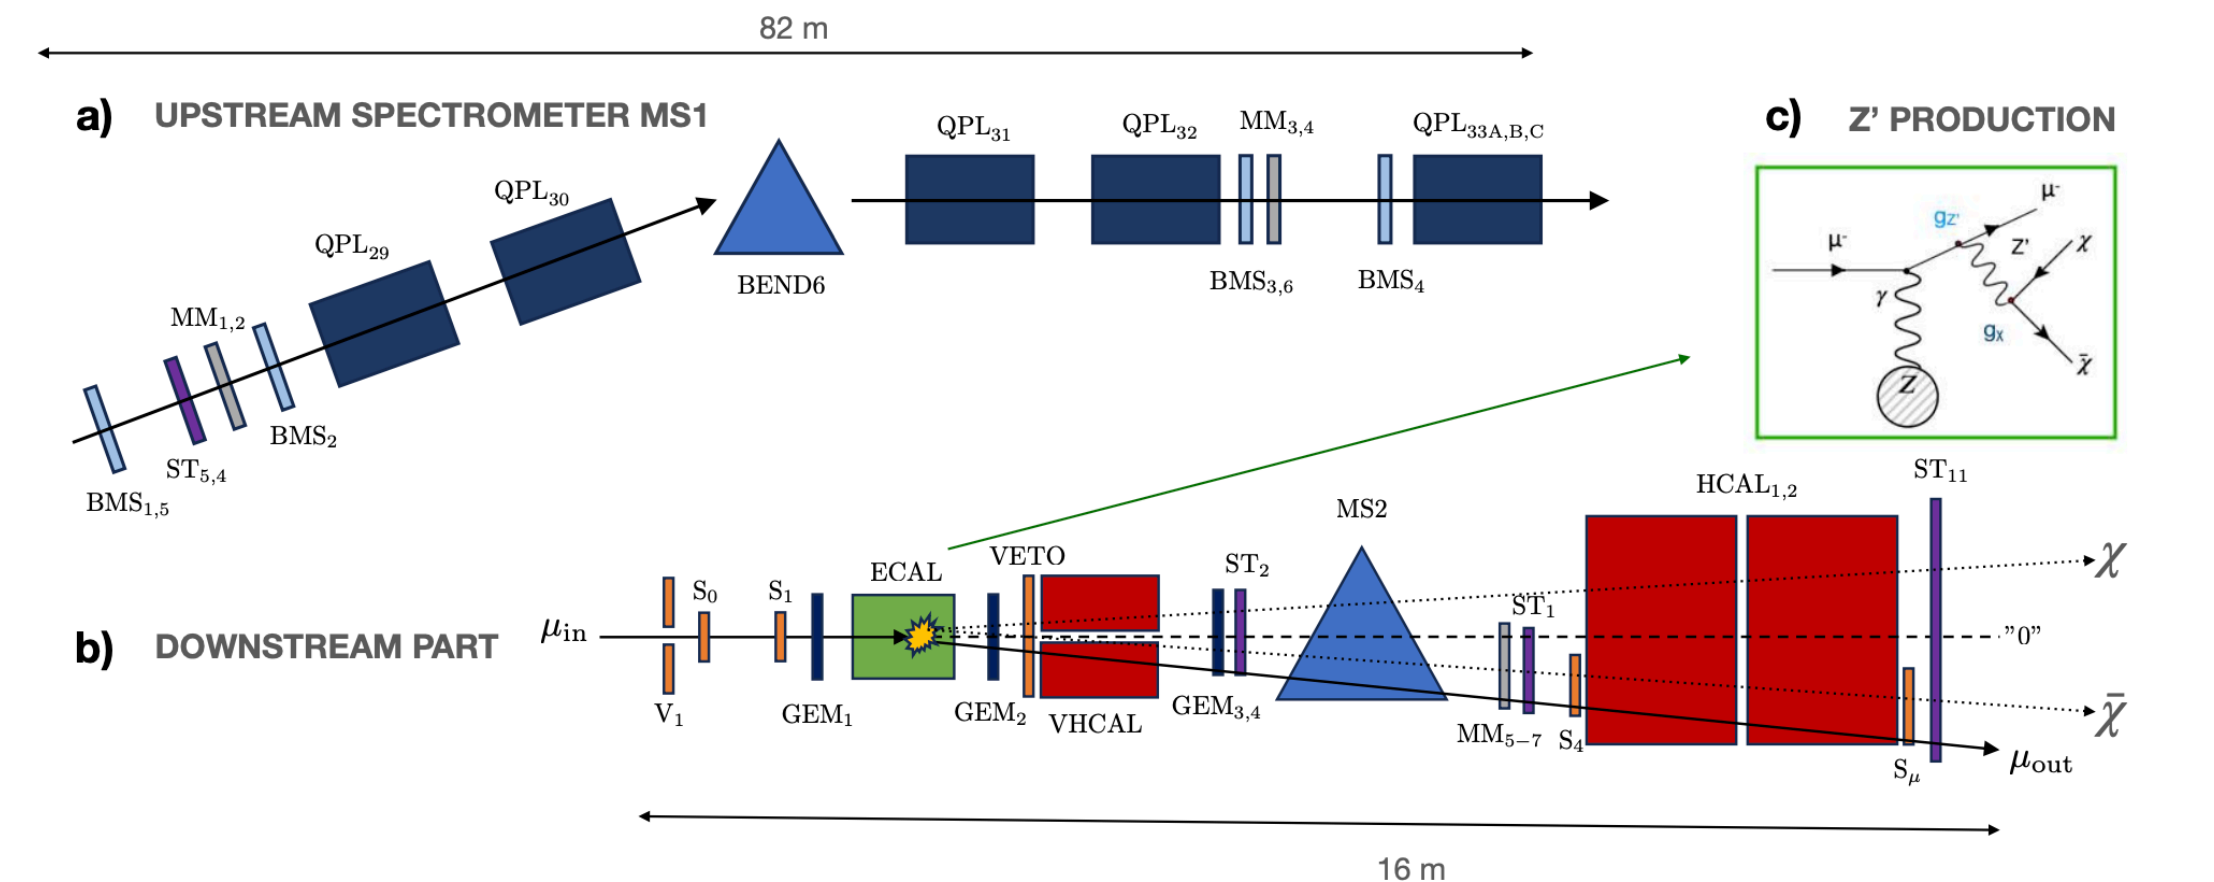 82 m
a) UPSTREAM SPECTROMETER MS1
QPL₂₉
QPL₃₀
QPL₃₁
QPL₃₂
MM₃,₄
QPL₃₃A,B,C
MM₁,₂
BEND6
BMS₃,₆
BMS₄
BMS₂
ST₅,₄
BMS₁,₅
c) Z’ PRODUCTION
μ⁻
gZ'
μ⁻
Z'
χ
γ
gχ
χ̄
Z
b) DOWNSTREAM PART
μin
V₁
S₀
S₁
GEM₁
ECAL
GEM₂
VETO
VHCAL
ST₂
GEM₃,₄
MS2
ST₁
MM₅₋₇
S₄
HCAL₁,₂
ST₁₁
Sμ
χ
"0"
χ̄
μout
16 m